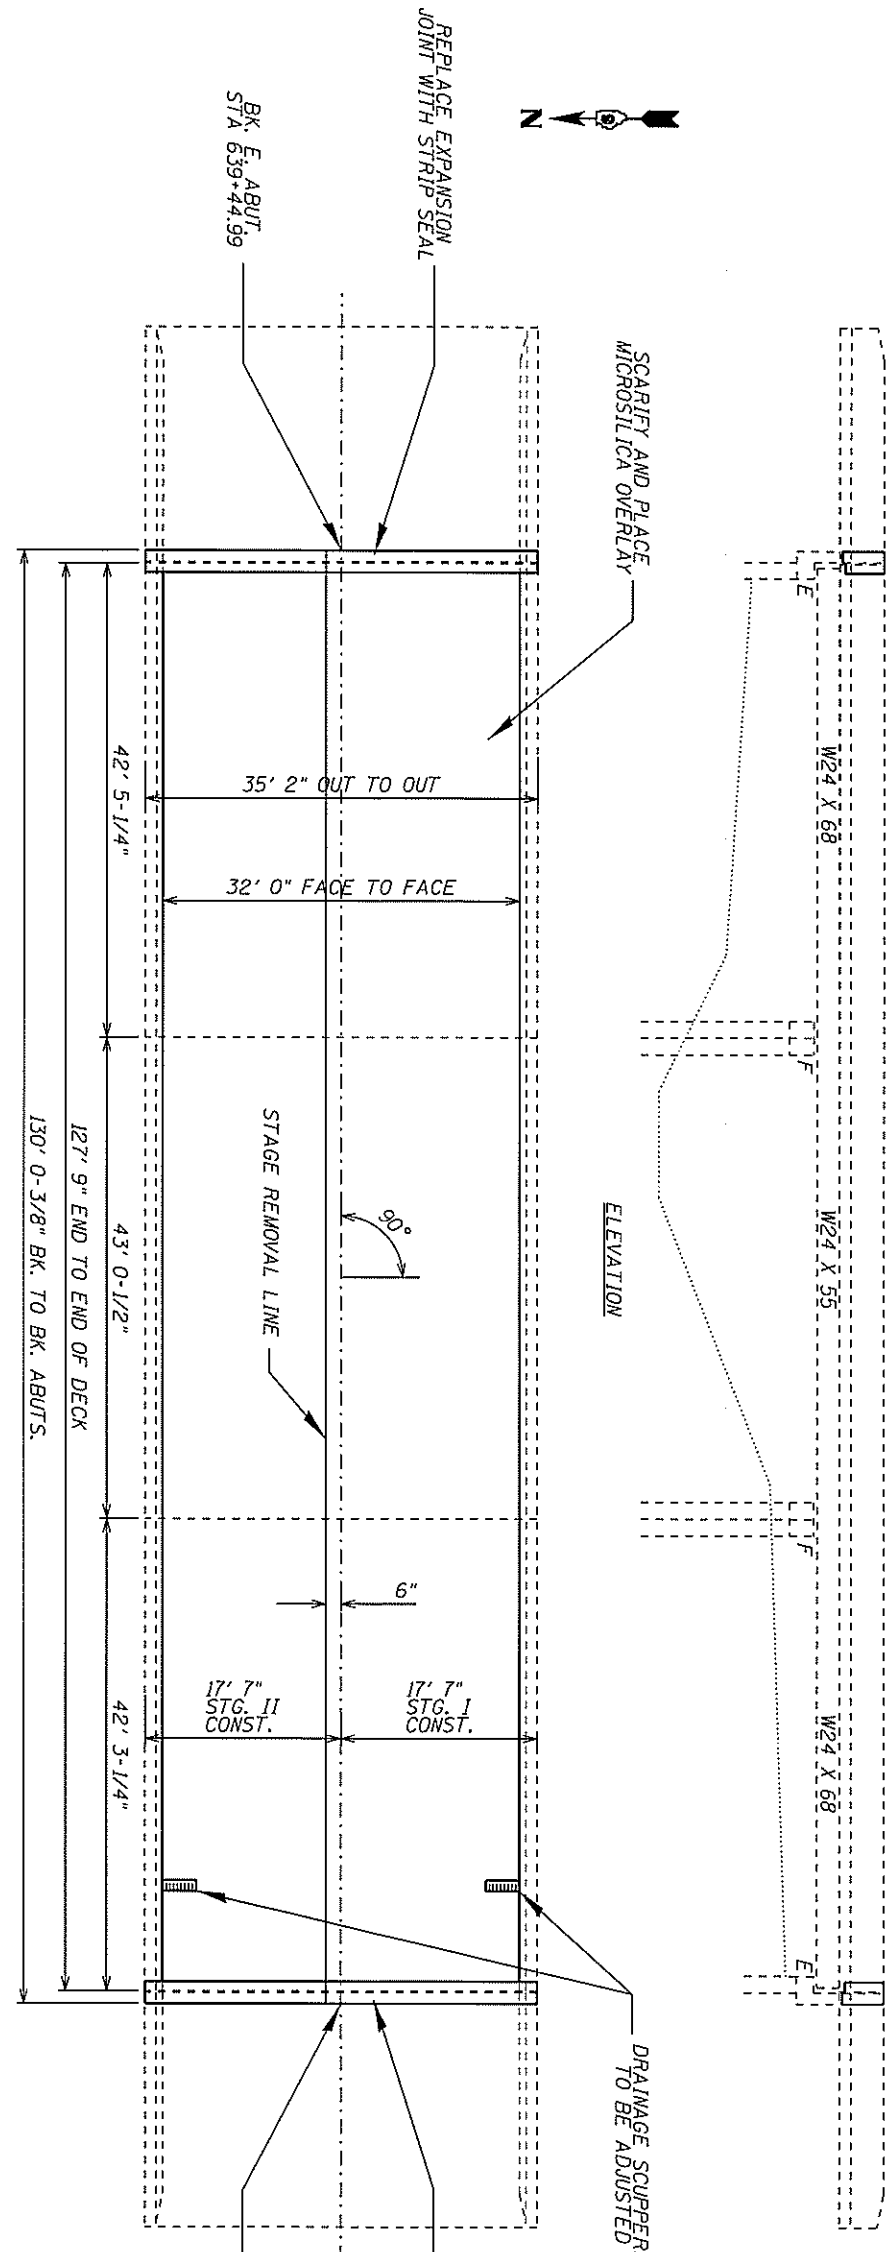 W24 X 68
W24 X 55
W24 X 68
E
F
F
E
ELEVATION
N
REPLACE EXPANSION
JOINT WITH STRIP SEAL
BK. E. ABUT.
STA 639+44.99
SCARIFY AND PLACE
MICROSILICA OVERLAY
DRAINAGE SCUPPER
TO BE ADJUSTED
35' 2" OUT TO OUT
32' 0" FACE TO FACE
90°
STAGE REMOVAL LINE
6"
17' 7"
STG. I
CONST.
17' 7"
STG. II
CONST.
42' 5-1/4"
43' 0-1/2"
42' 3-1/4"
127' 9" END TO END OF DECK
130' 0-3/8" BK. TO BK. ABUTS.